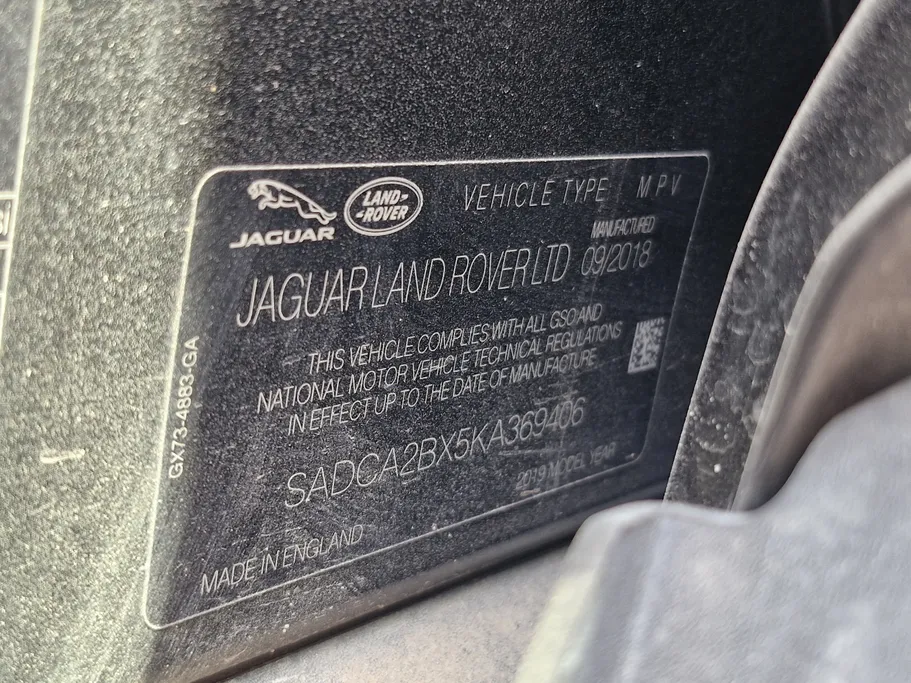 JAGUAR
LAND-
-ROVER
VEHICLE TYPE MPV
MANUFACTURED
JAGUAR LAND ROVER LTD 09/2018
THIS VEHICLE COMPLIES WITH ALL GSO AND
NATIONAL MOTOR VEHICLE TECHNICAL REGULATIONS
IN EFFECT UP TO THE DATE OF MANUFACTURE
SADCA2BX5KA369406
2019 MODEL YEAR
MADE IN ENGLAND
GX73-4883-GA